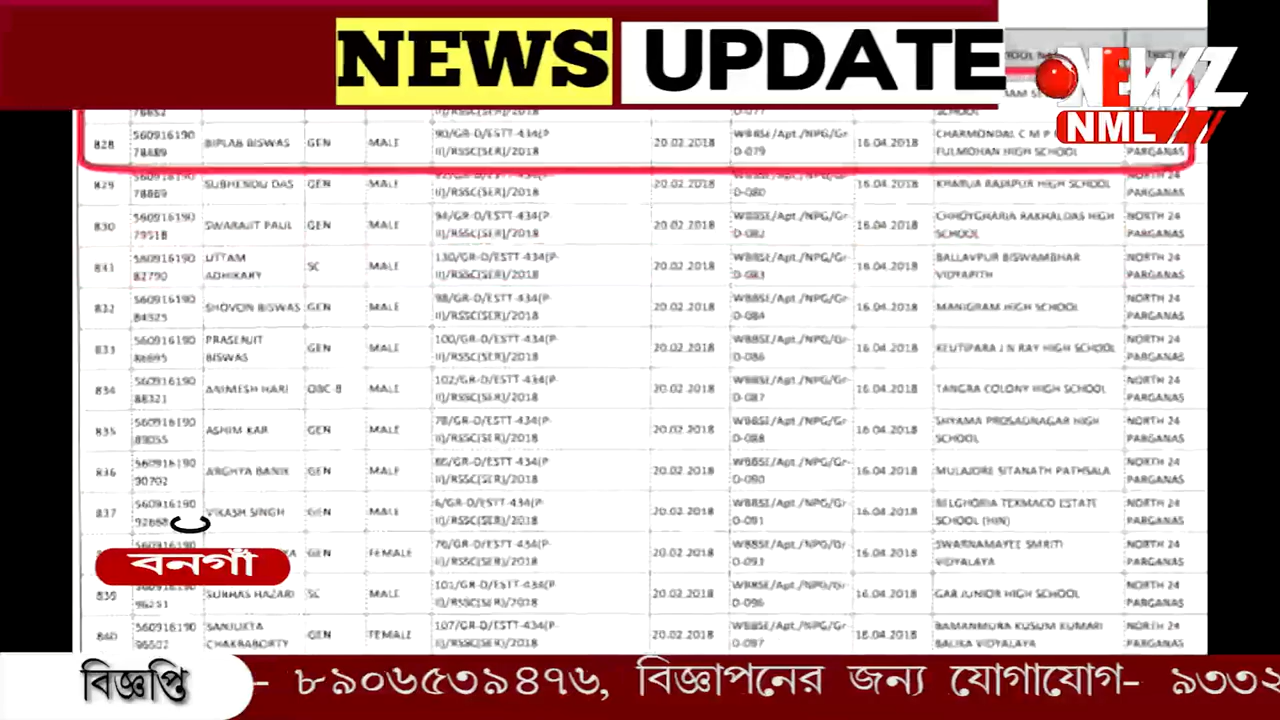 NEWS UPDATE
NEWZ
NML
828 560916190 78889 BIPLAB BISWAS GEN MALE 90/GR-D/ESTT-434(P-II)/RSSC(SER)/2018 20.02.2018 WBBSE/Apt./NPG/Gr-D-079 16.04.2018 CHARMONDAL C M P FULMOHAN HIGH SCHOOL PARGANAS
829 560916190 SUBHENDU DAS GEN MALE II)/RSSC(SER)/2018 20.02.2018 WBBSE/Apt./NPG/Gr-D-080 16.04.2018 HIGH SCHOOL NORTH 24 PARGANAS
830 560916190 SWARAJIT PAUL GEN MALE 94/GR-D/ESTT-434(P-II)/RSSC(SER)/2018 20.02.2018 WBBSE/Apt./NPG/Gr-D-082 16.04.2018 CHHOYGHARIA RAKHALDAS HIGH SCHOOL NORTH 24 PARGANAS
560916190 82790 UTTAM ADHIKARY SC MALE 130/GR-D/ESTT-434(P-II)/RSSC(SER)/2018 20.02.2018 WBBSE/Apt./NPG/Gr-D-083 16.04.2018 BALLAVPUR BISWAMBHAR VIDYAPITH NORTH 24 PARGANAS
832 560916190 84325 SHOVON BISWAS GEN MALE 98/GR-D/ESTT-434(P-II)/RSSC(SER)/2018 20.02.2018 WBBSE/Apt./NPG/Gr-D-084 16.04.2018 MANIGRAM HIGH SCHOOL NORTH 24 PARGANAS
833 560916190 PRASENJIT BISWAS GEN MALE 100/GR-D/ESTT-434(P-II)/RSSC(SER)/2018 20.02.2018 WBBSE/Apt./NPG/Gr-D-086 16.04.2018 KEUTIPARA J N RAY HIGH SCHOOL NORTH 24 PARGANAS
834 560916190 88321 ANIMESH HARI OBC-B MALE 102/GR-D/ESTT-434(P-II)/RSSC(SER)/2018 20.02.2018 WBBSE/Apt./NPG/Gr-D-087 16.04.2018 TANGRA COLONY HIGH SCHOOL NORTH 24 PARGANAS
835 560916190 ASHIM KAR GEN MALE 78/GR-D/ESTT-434(P-II)/RSSC(SER)/2018 20.02.2018 WBBSE/Apt./NPG/Gr-D-088 16.04.2018 SHYAMA PROSADNAGAR HIGH SCHOOL NORTH 24 PARGANAS
836 560916190 90702 ARGHYA BANIK GEN MALE 86/GR-D/ESTT-434(P-II)/RSSC(SER)/2018 20.02.2018 WBBSE/Apt./NPG/Gr-D-090 16.04.2018 MULAJORE SITANATH PATHSALA NORTH 24 PARGANAS
837 560916190 VIKASH SINGH GEN MALE 6/GR-D/ESTT-434(P-II)/RSSC(SER)/2018 20.02.2018 WBBSE/Apt./NPG/Gr-D-091 16.04.2018 BELGHORIA TEXMACO ESTATE SCHOOL (HIN) NORTH 24 PARGANAS
GEN FEMALE 76/GR-D/ESTT-434(P-II)/RSSC(SER)/2018 20.02.2018 WBBSE/Apt./NPG/Gr-D-093 16.04.2018 SWARNAMAYEE SMRITI VIDYALAYA NORTH 24 PARGANAS
839 SUBHAS HAZARI SC MALE 101/GR-D/ESTT-434(P-II)/RSSC(SER)/2018 20.02.2018 WBBSE/Apt./NPG/Gr-D-096 16.04.2018 GAR JUNIOR HIGH SCHOOL NORTH 24 PARGANAS
840 560916190 96502 SANJUKTA CHAKRABORTY GEN FEMALE 107/GR-D/ESTT-434(P-II)/RSSC(SER)/2018 20.02.2018 WBBSE/Apt./NPG/Gr-D-097 16.04.2018 BAMANMURA KUSUM KUMARI BALIKA VIDYALAYA NORTH 24 PARGANAS
বনগাঁ
বিজ্ঞপ্তি - ৮৯০৬৫৩৯৪৭৬, বিজ্ঞাপনের জন্য যোগাযোগ- ৯৩৩২